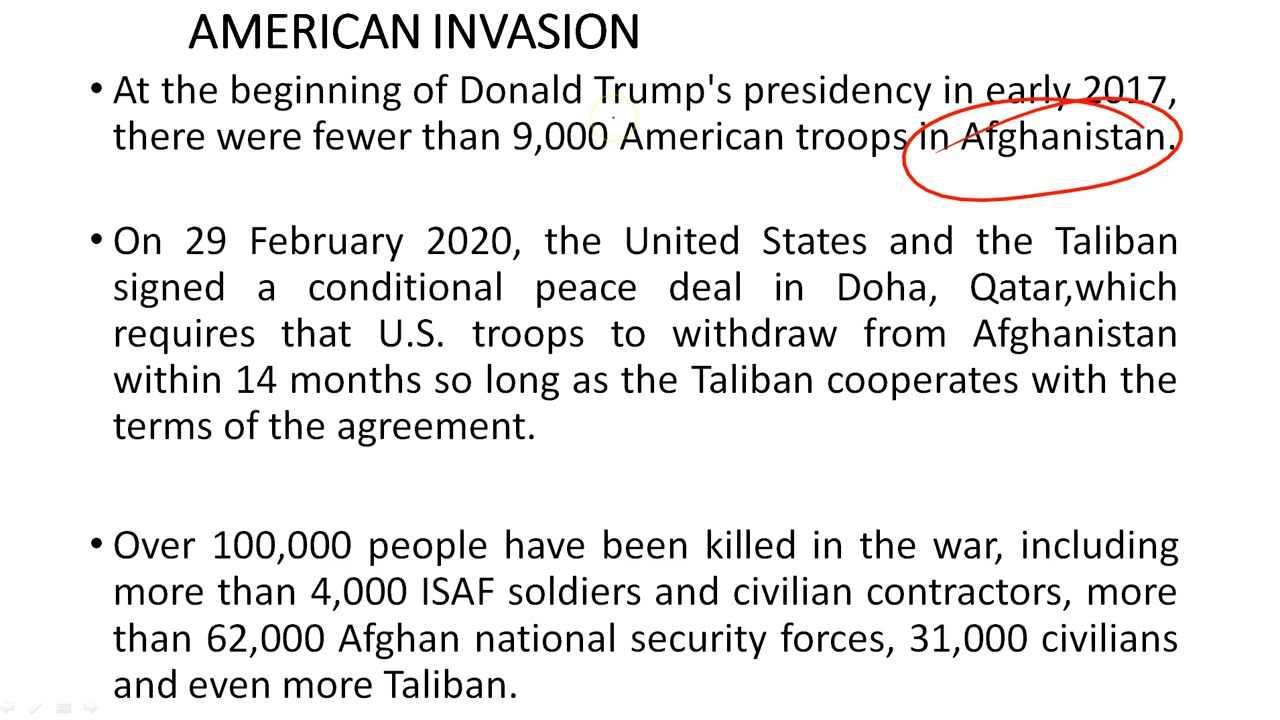 AMERICAN INVASION
• At the beginning of Donald Trump's presidency in early 2017,
there were fewer than 9,000 American troops in Afghanistan.
• On 29 February 2020, the United States and the Taliban
signed a conditional peace deal in Doha, Qatar,which
requires that U.S. troops to withdraw from Afghanistan
within 14 months so long as the Taliban cooperates with the
terms of the agreement.
• Over 100,000 people have been killed in the war, including
more than 4,000 ISAF soldiers and civilian contractors, more
than 62,000 Afghan national security forces, 31,000 civilians
and even more Taliban.